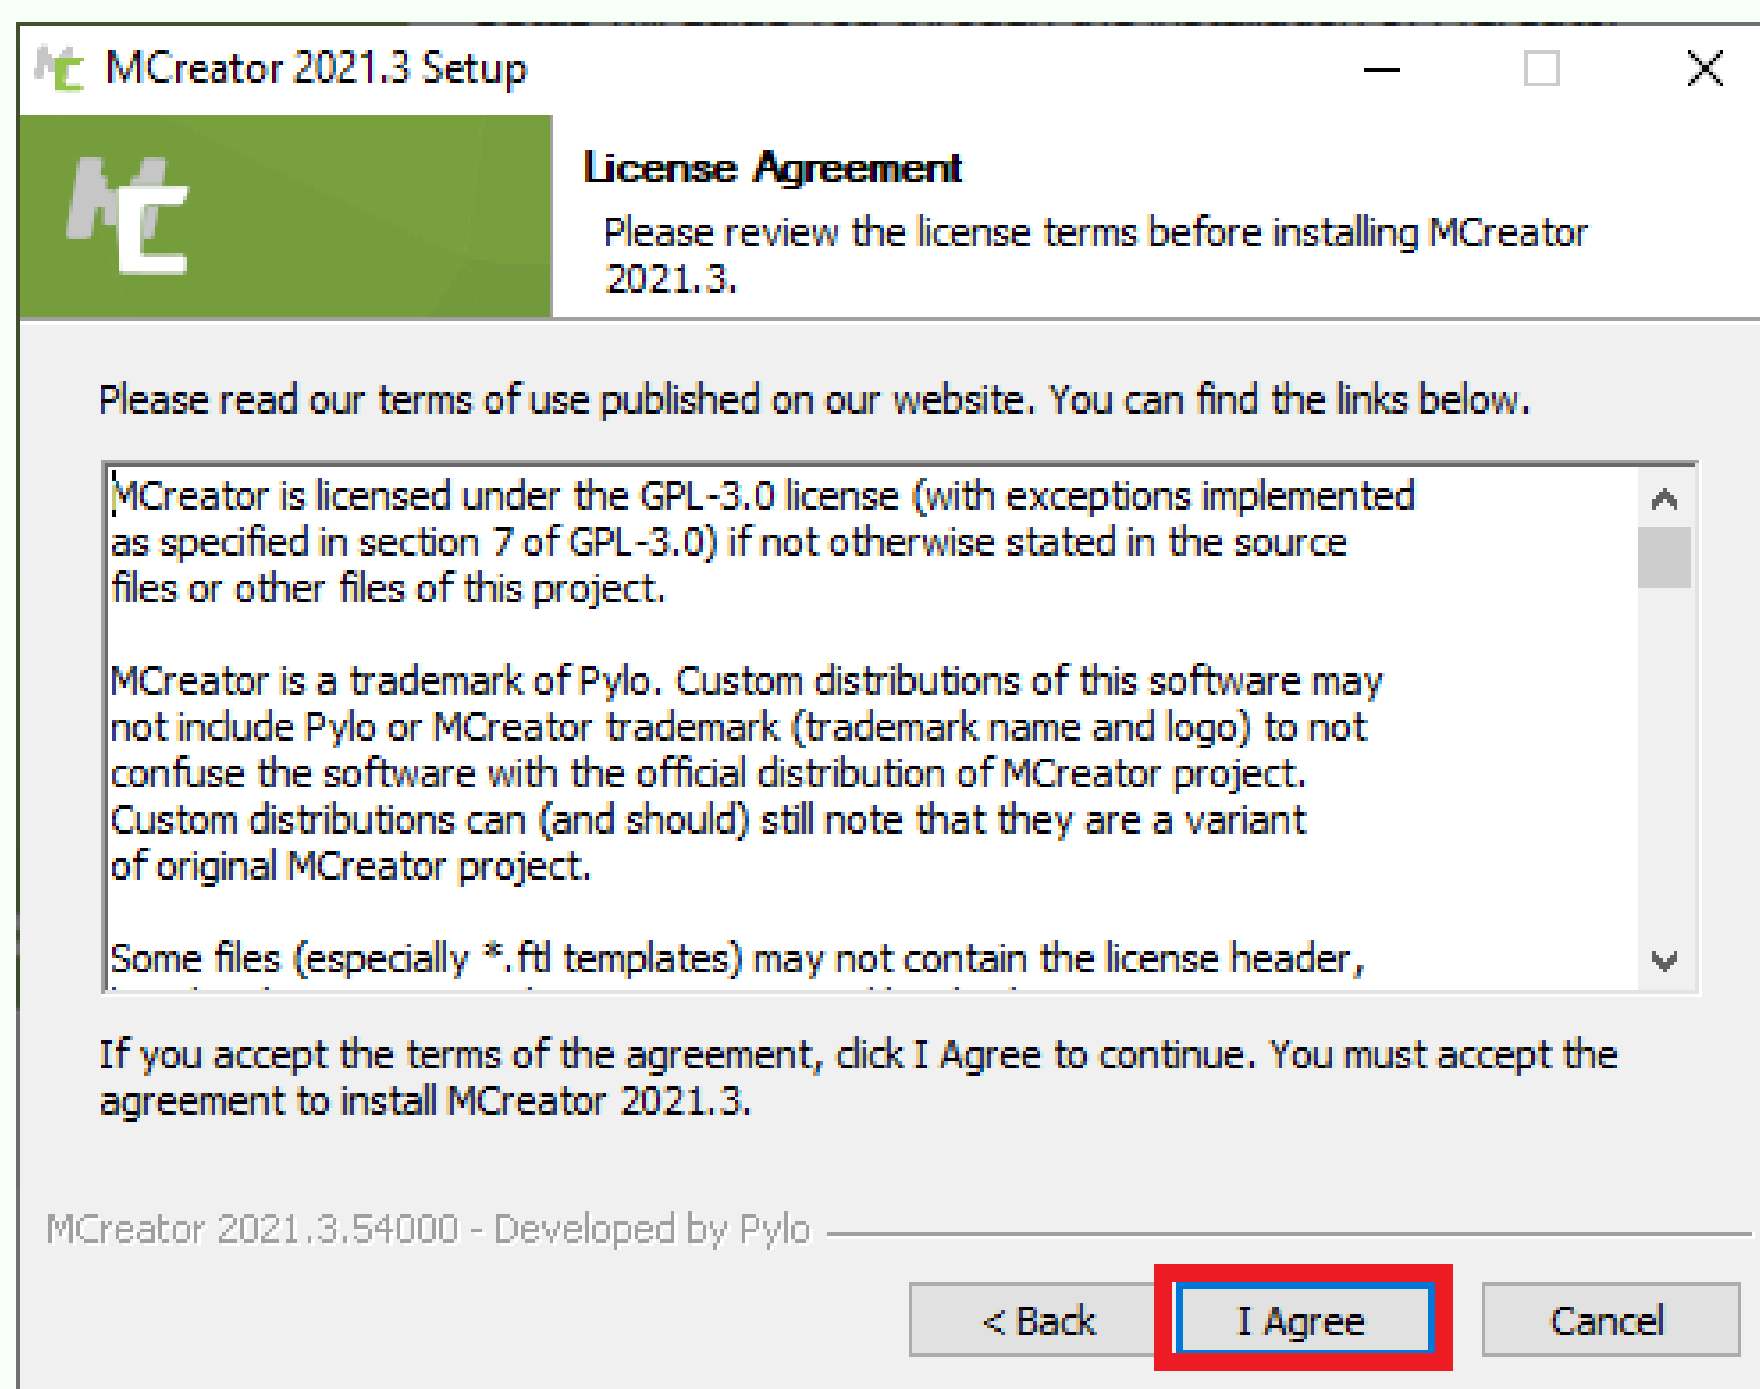 MCreator 2021.3 Setup
License Agreement
Please review the license terms before installing MCreator
2021.3.
Please read our terms of use published on our website. You can find the links below.
MCreator is licensed under the GPL-3.0 license (with exceptions implemented
as specified in section 7 of GPL-3.0) if not otherwise stated in the source
files or other files of this project.
MCreator is a trademark of Pylo. Custom distributions of this software may
not include Pylo or MCreator trademark (trademark name and logo) to not
confuse the software with the official distribution of MCreator project.
Custom distributions can (and should) still note that they are a variant
of original MCreator project.
Some files (especially *.ftl templates) may not contain the license header,
If you accept the terms of the agreement, click I Agree to continue. You must accept the
agreement to install MCreator 2021.3.
MCreator 2021.3.54000 - Developed by Pylo
< Back
I Agree
Cancel